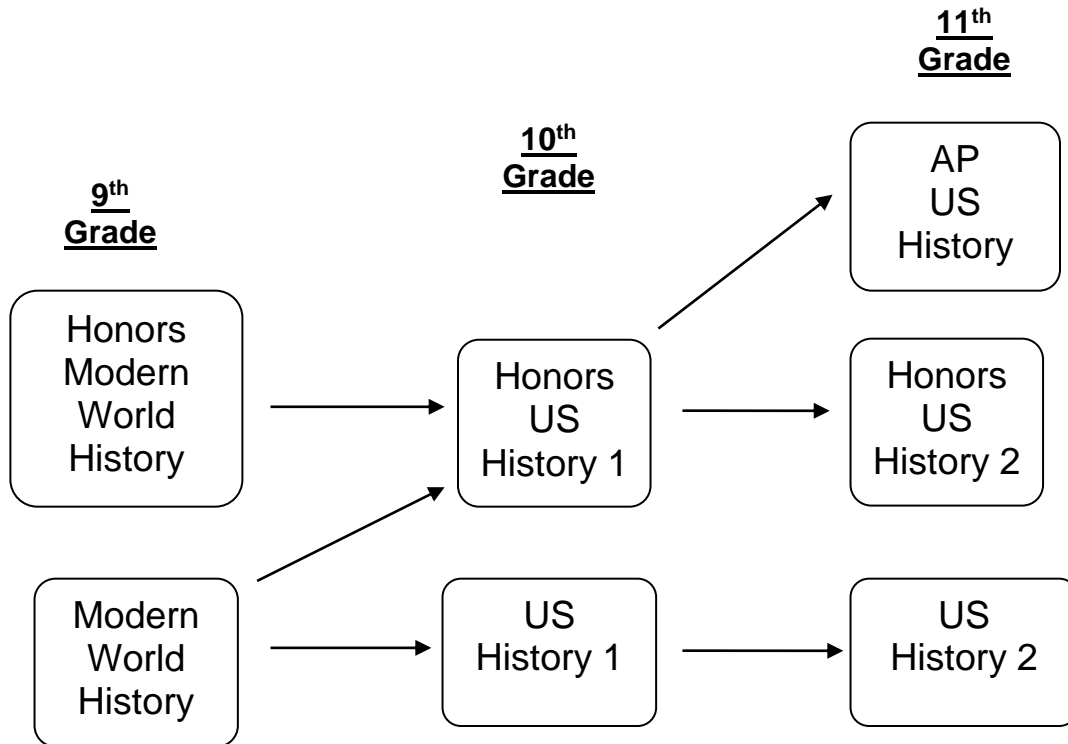 9th
Grade
Honors
Modern
World
History
Modern
World
History
10th
Grade
Honors
US
History 1
US
History 1
11th
Grade
AP
US
History
Honors
US
History 2
US
History 2